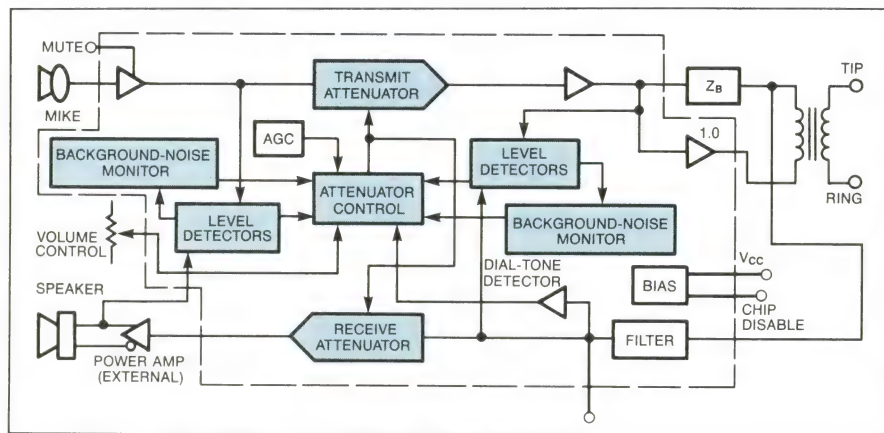 MUTE
MIKE
TRANSMIT
ATTENUATOR
Z_B
TIP
1.0
AGC
BACKGROUND-NOISE
MONITOR
LEVEL
DETECTORS
ATTENUATOR
CONTROL
LEVEL
DETECTORS
BACKGROUND-NOISE
MONITOR
RING
VOLUME
CONTROL
DIAL-TONE
DETECTOR
VCC
BIAS
CHIP
DISABLE
SPEAKER
RECEIVE
ATTENUATOR
FILTER
POWER AMP
(EXTERNAL)